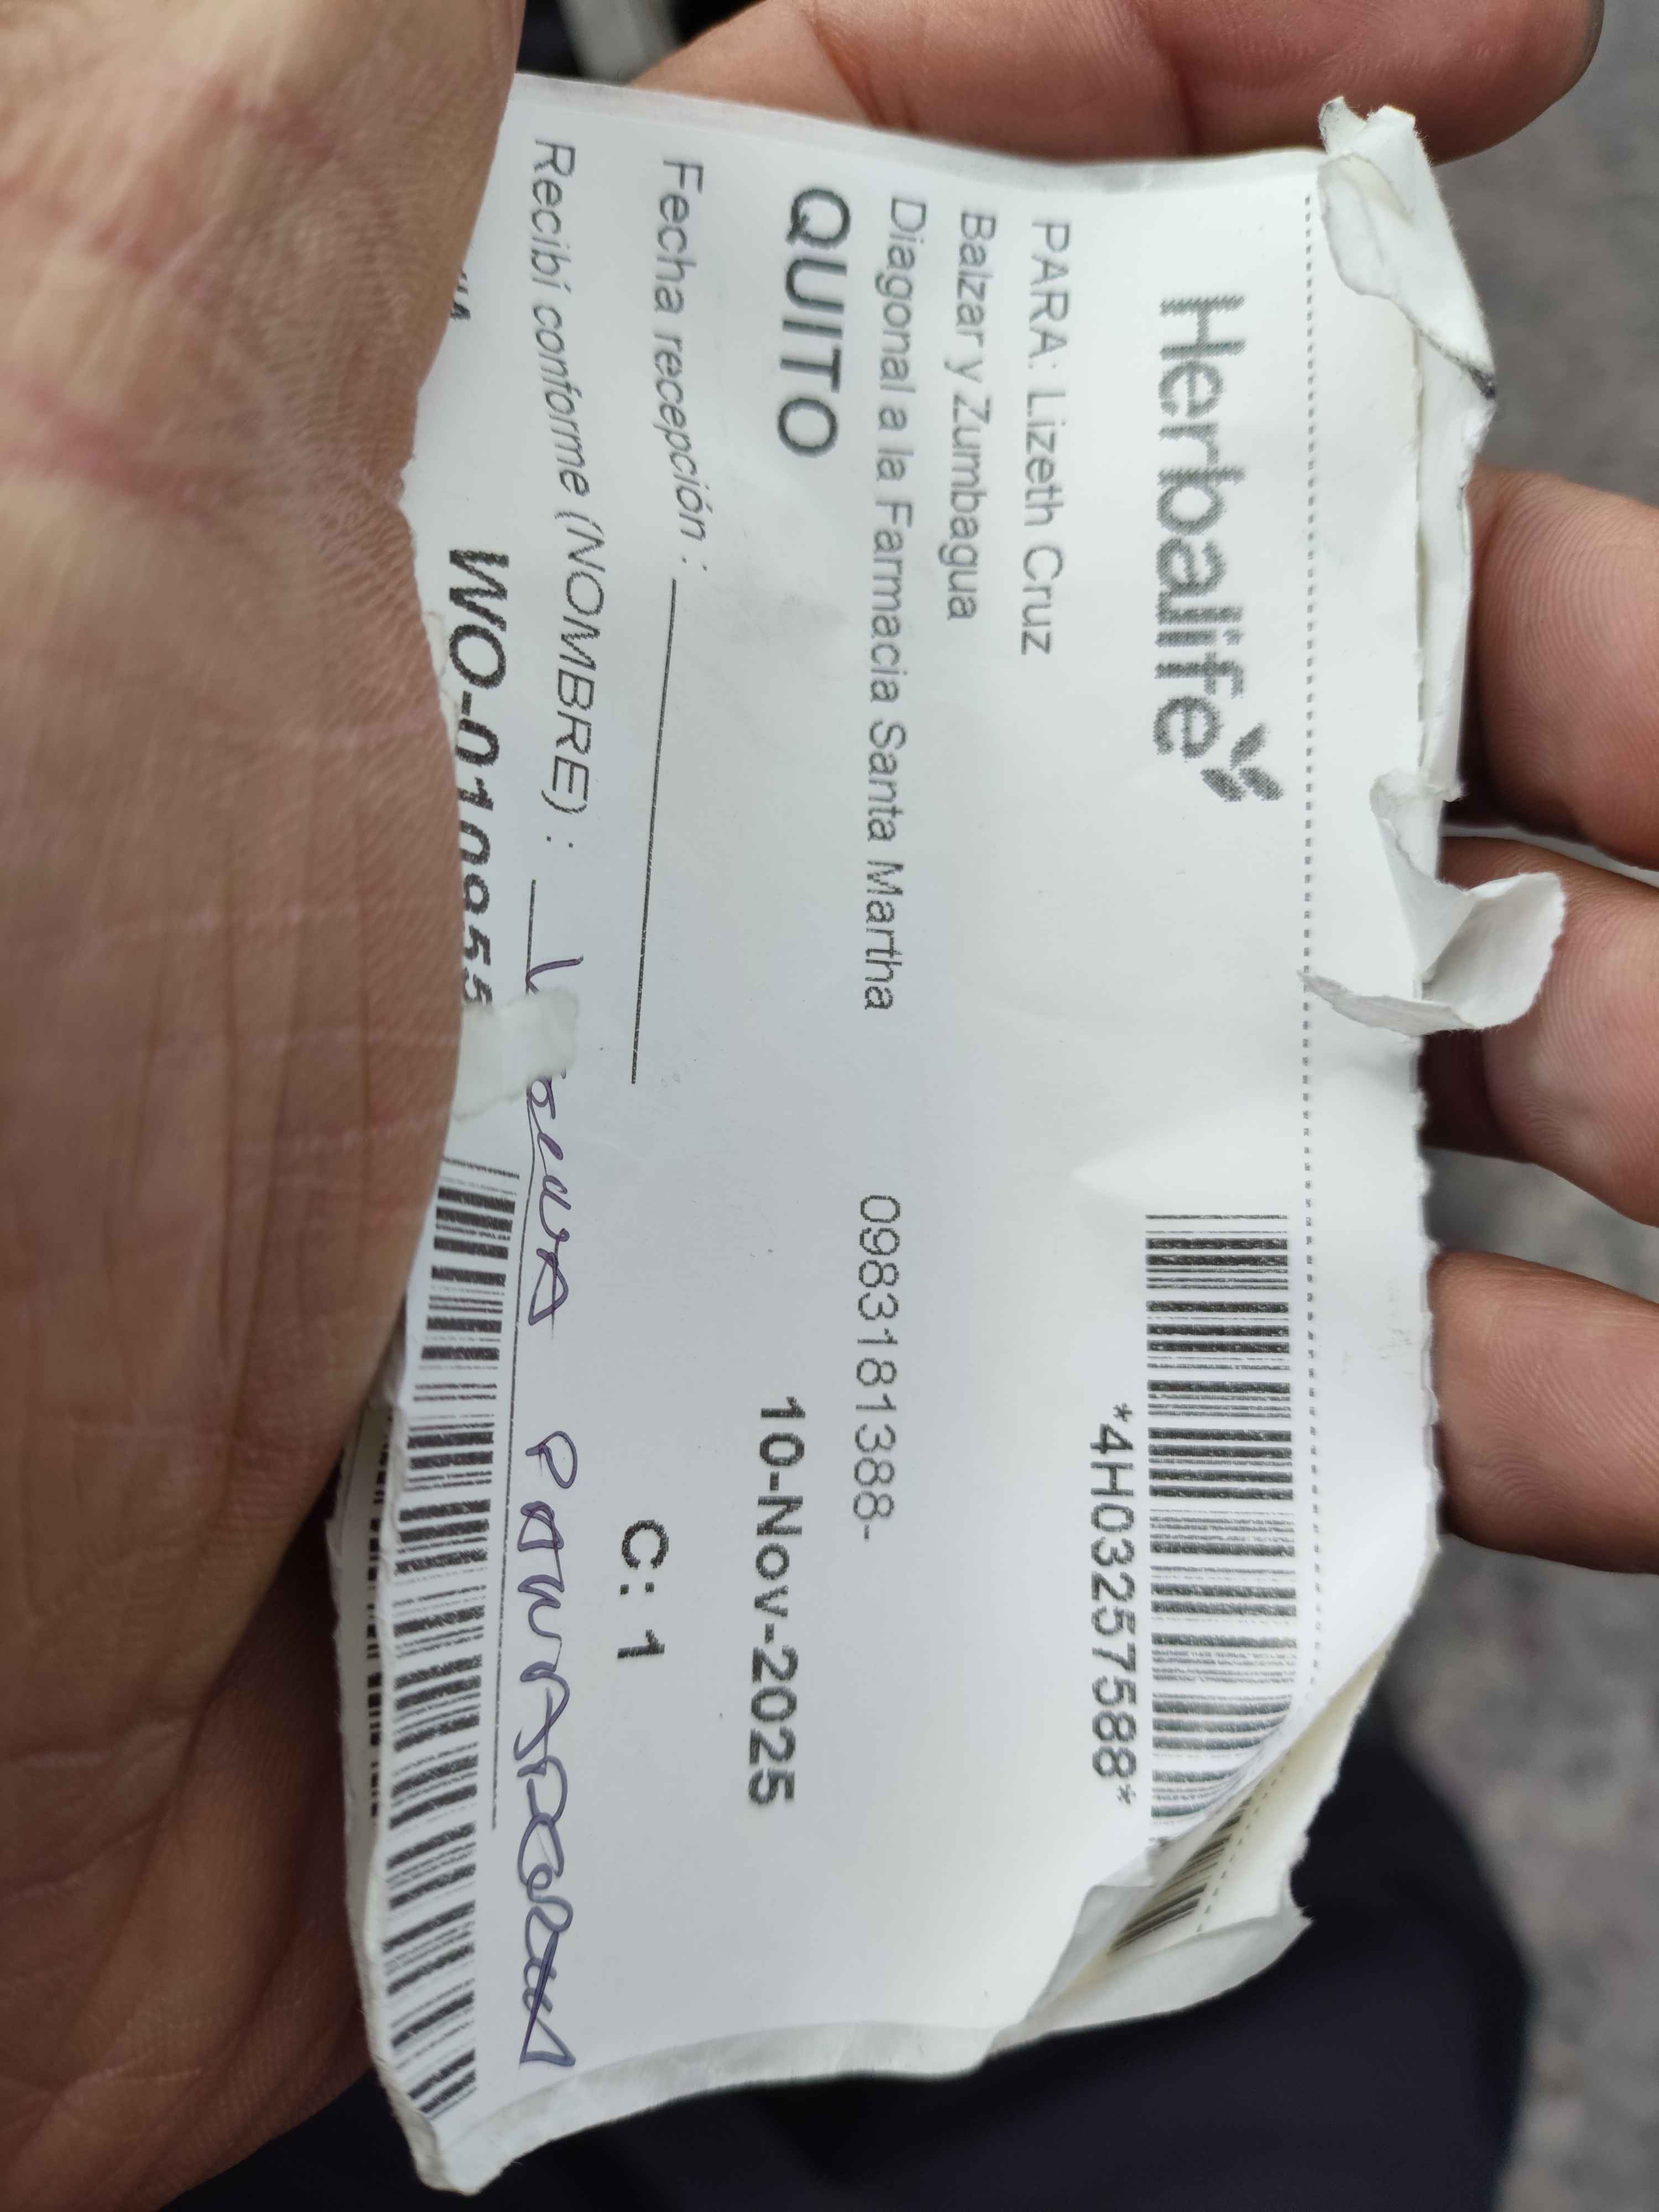 Herbalife
*4H03257588*
PARA: Lizeth Cruz
Balzar y Zumbagua
Diagonal a la Farmacia Santa Martha 0983181388-
QUITO 10-Nov-2025
Fecha recepción :
C: 1
Recibí conforme (NOMBRE) :